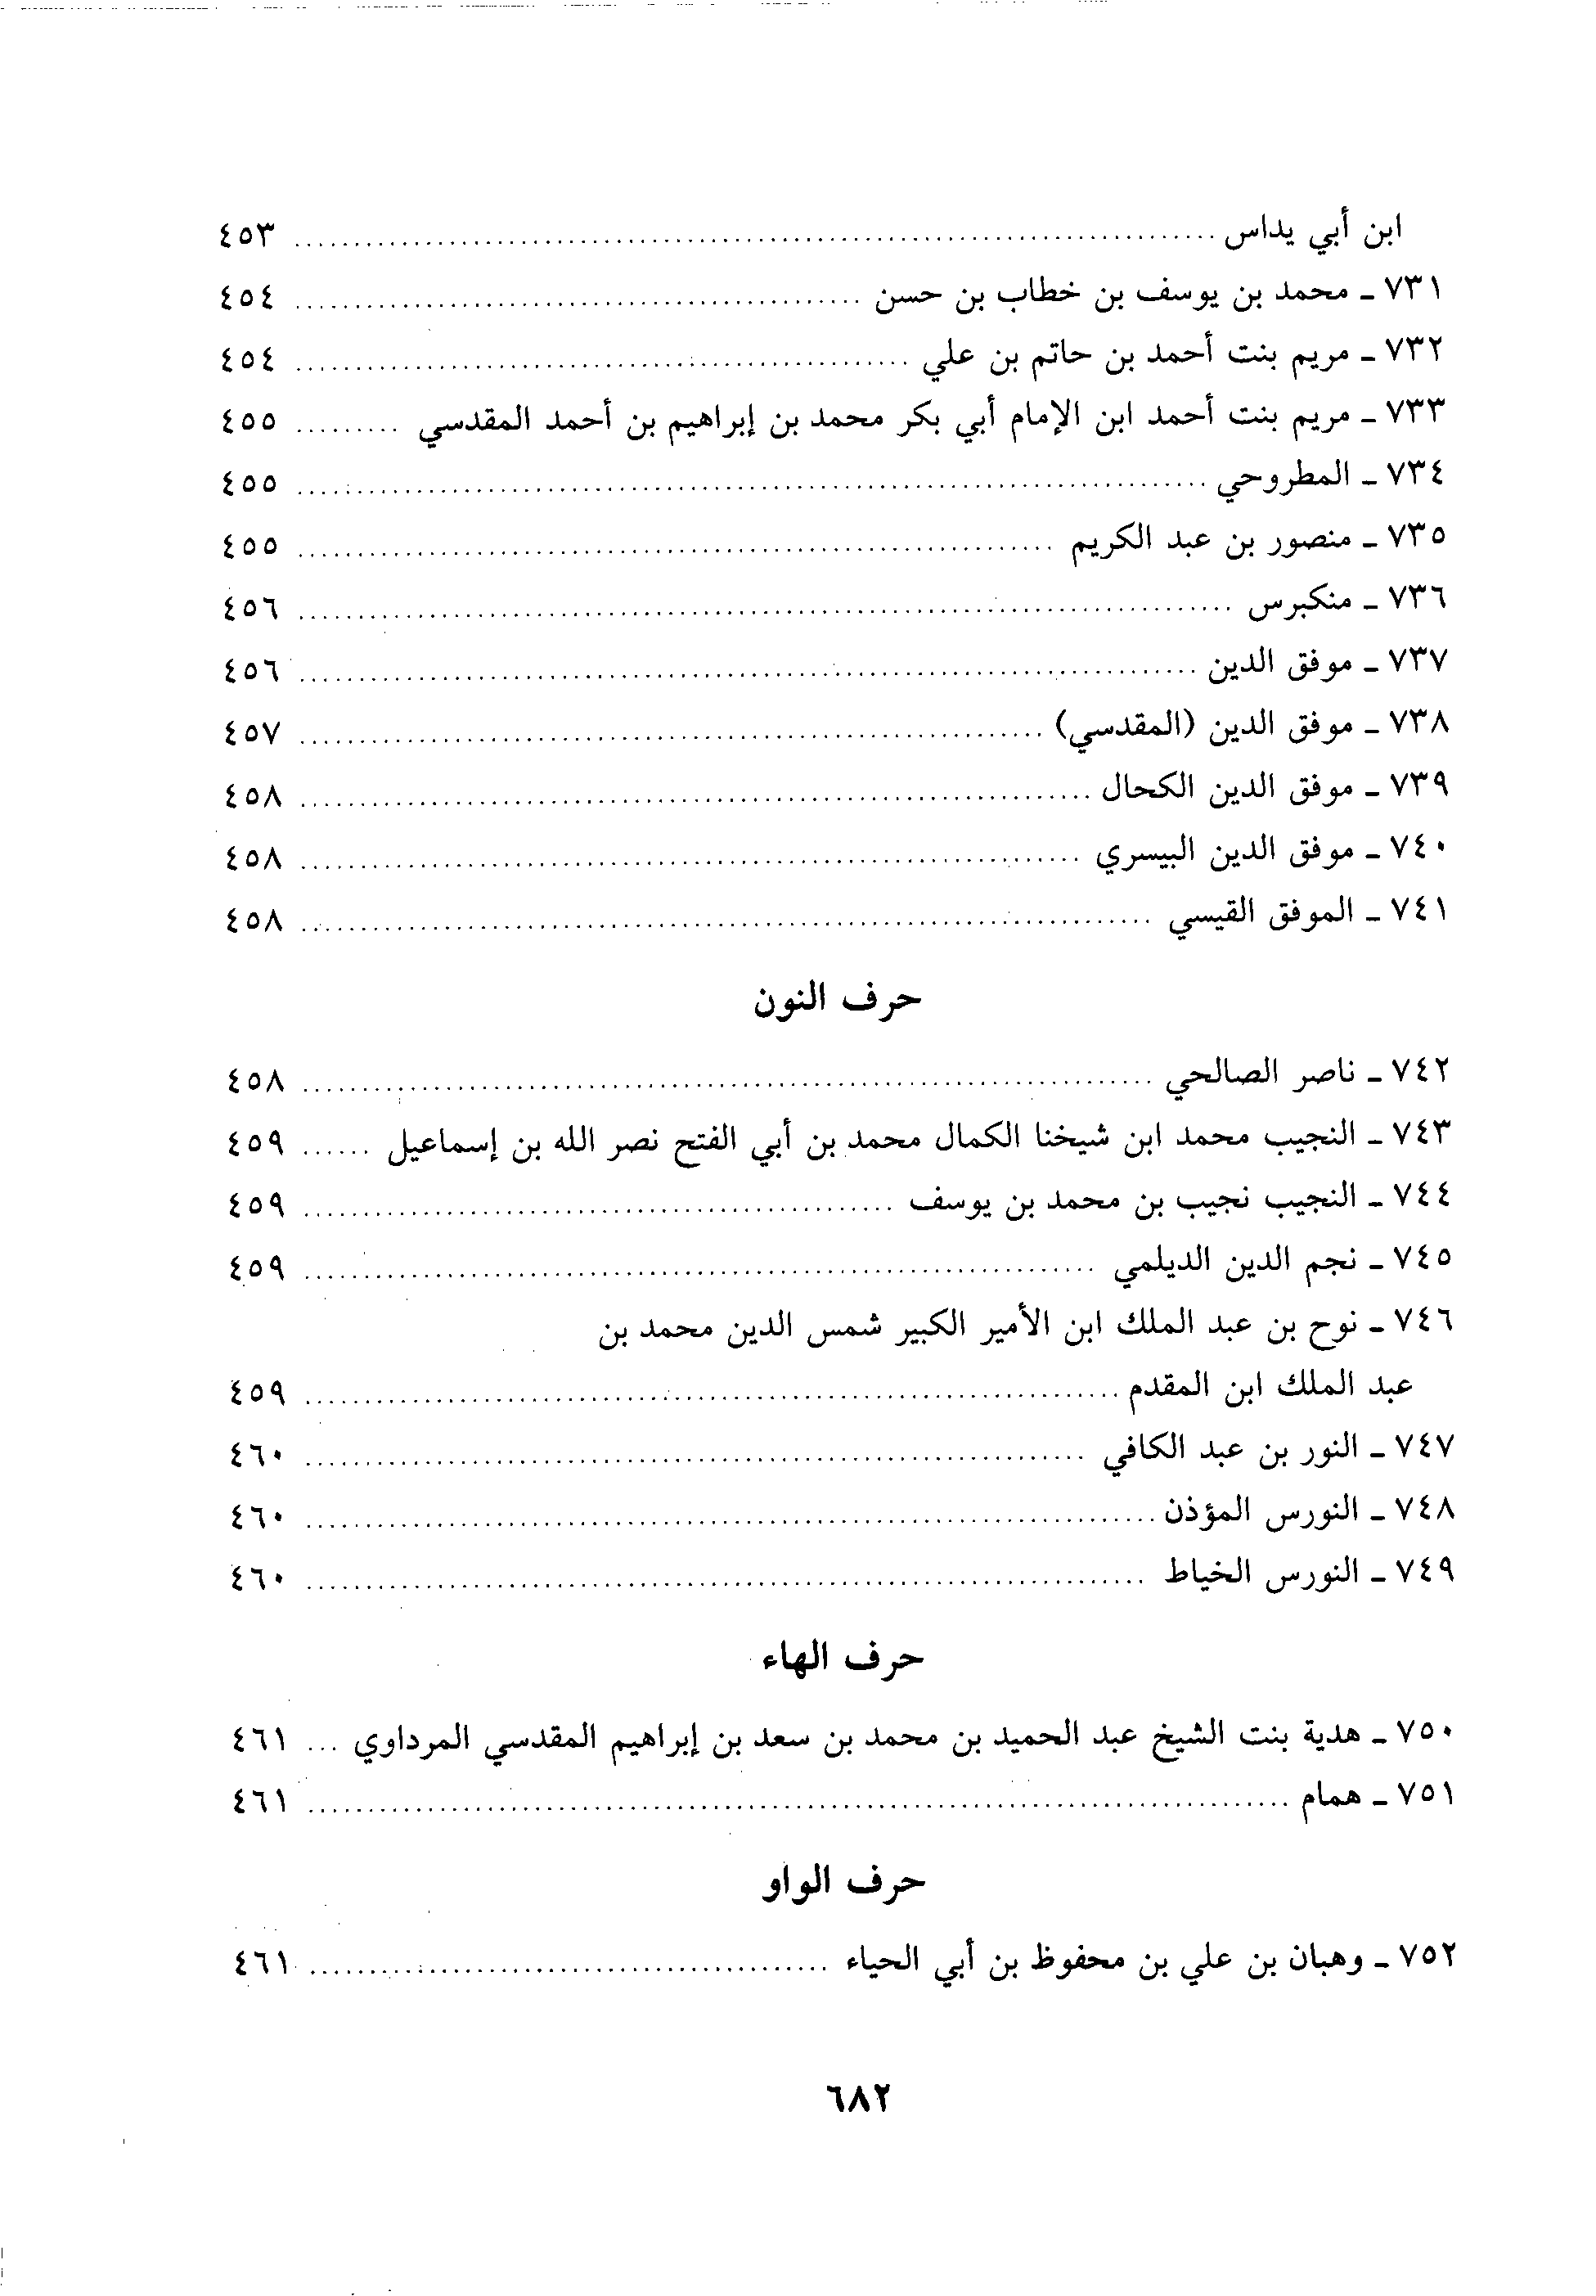 ابن أبي يداس ........ ٤٥٣
٧٣١ ـ محمد بن يوسف بن خطاب بن حسن ........ ٤٥٤
٧٣٢ ـ مريم بنت أحمد بن حاتم بن علي ........ ٤٥٤
٧٣٣ ـ مريم بنت أحمد ابن الإمام أبي بكر محمد بن إبراهيم بن أحمد المقدسي ........ ٤٥٥
٧٣٤ ـ المطروحي ........ ٤٥٥
٧٣٥ ـ منصور بن عبد الكريم ........ ٤٥٥
٧٣٦ ـ منكبرس ........ ٤٥٦
٧٣٧ ـ موفق الدين ........ ٤٥٦
٧٣٨ ـ موفق الدين (المقدسي) ........ ٤٥٧
٧٣٩ ـ موفق الدين الكحال ........ ٤٥٨
٧٤٠ ـ موفق الدين البيسري ........ ٤٥٨
٧٤١ ـ الموفق القيسي ........ ٤٥٨
حرف النون
٧٤٢ ـ ناصر الصالحي ........ ٤٥٨
٧٤٣ ـ النجيب محمد ابن شيخنا الكمال محمد بن أبي الفتح نصر الله بن إسماعيل ...... ٤٥٩
٧٤٤ ـ النجيب نجيب بن محمد بن يوسف ........ ٤٥٩
٧٤٥ ـ نجم الدين الديلمي ........ ٤٥٩
٧٤٦ ـ نوح بن عبد الملك ابن الأمير الكبير شمس الدين محمد بن
عبد الملك ابن المقدم ........ ٤٥٩
٧٤٧ ـ النور بن عبد الكافي ........ ٤٦٠
٧٤٨ ـ النورس المؤذن ........ ٤٦٠
٧٤٩ ـ النورس الخياط ........ ٤٦٠
حرف الهاء
٧٥٠ ـ هدية بنت الشيخ عبد الحميد بن محمد بن سعد بن إبراهيم المقدسي المرداوي ... ٤٦١
٧٥١ ـ همام ........ ٤٦١
حرف الواو
٧٥٢ ـ وهبان بن علي بن محفوظ بن أبي الحياء ........ ٤٦١
٦٨٢